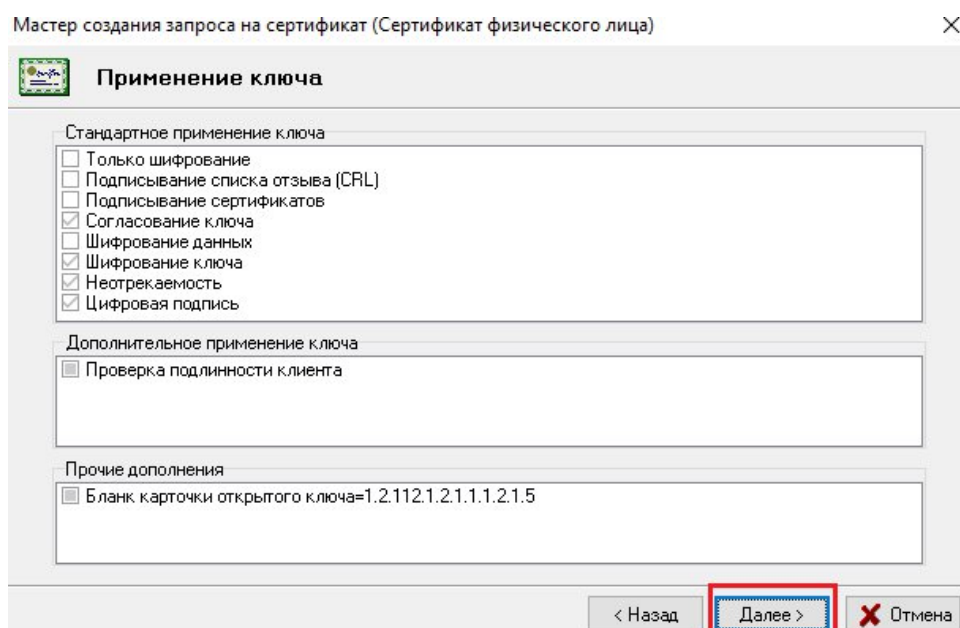 Мастер создания запроса на сертификат (Сертификат физического лица)
Применение ключа
Стандартное применение ключа
Только шифрование
Подписывание списка отзыва (CRL)
Подписывание сертификатов
Согласование ключа
Шифрование данных
Шифрование ключа
Неотрекаемость
Цифровая подпись
Дополнительное применение ключа
Проверка подлинности клиента
Прочие дополнения
Бланк карточки открытого ключа=1.2.112.1.2.1.1.1.2.1.5
< Назад Далее > Отмена